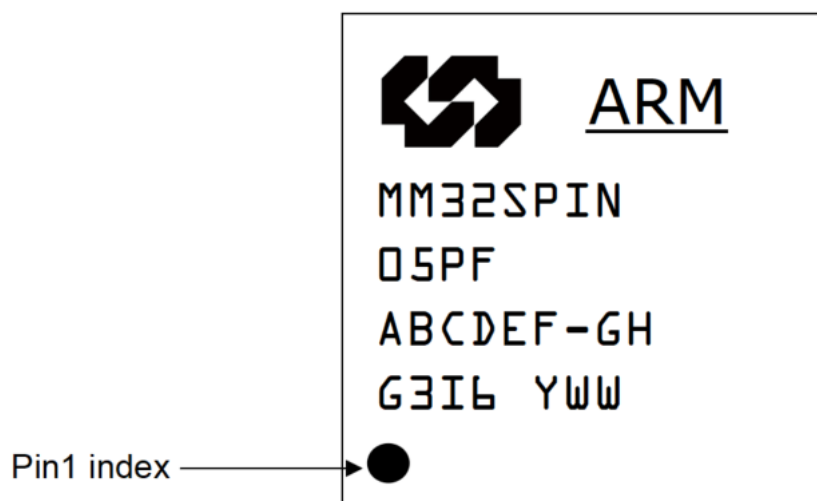 ARM
MM32SPIN
05PF
ABCDEF-GH
G3I6 YWW
Pin1 index